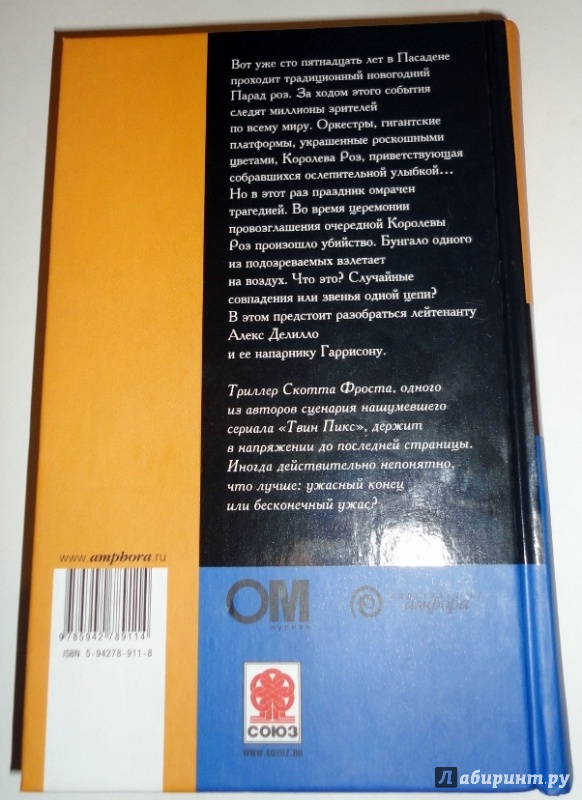 Вот уже сто пятнадцать лет в Пасадене
проходит традиционный новогодний
Парад роз. За ходом этого события
следят миллионы зрителей
по всему миру. Оркестры, гигантские
платформы, украшенные роскошными
цветами, Королева Роз, приветствующая
собравшихся ослепительной улыбкой...
Но в этот раз праздник омрачен
трагедией. Во время церемонии
провозглашения очередной Королевы
Роз произошло убийство. Бунгало одного
из подозреваемых взлетает
на воздух. Что это? Случайные
совпадения или звенья одной цепи?
В этом предстоит разобраться лейтенанту
Алекс Делилло
и ее напарнику Гаррисону.
Триллер Скотта Фроста, одного
из авторов сценария нашумевшего
сериала «Твин Пикс», держит
в напряжении до последней страницы.
Иногда действительно непонятно,
что лучше: ужасный конец
или бесконечный ужас?
www.amphora.ru
9785942789114
ISBN 5-94278-911-8
ОМ
журнал
амфора
СОЮЗ
www.soyuz.ru
Лабиринт.ру